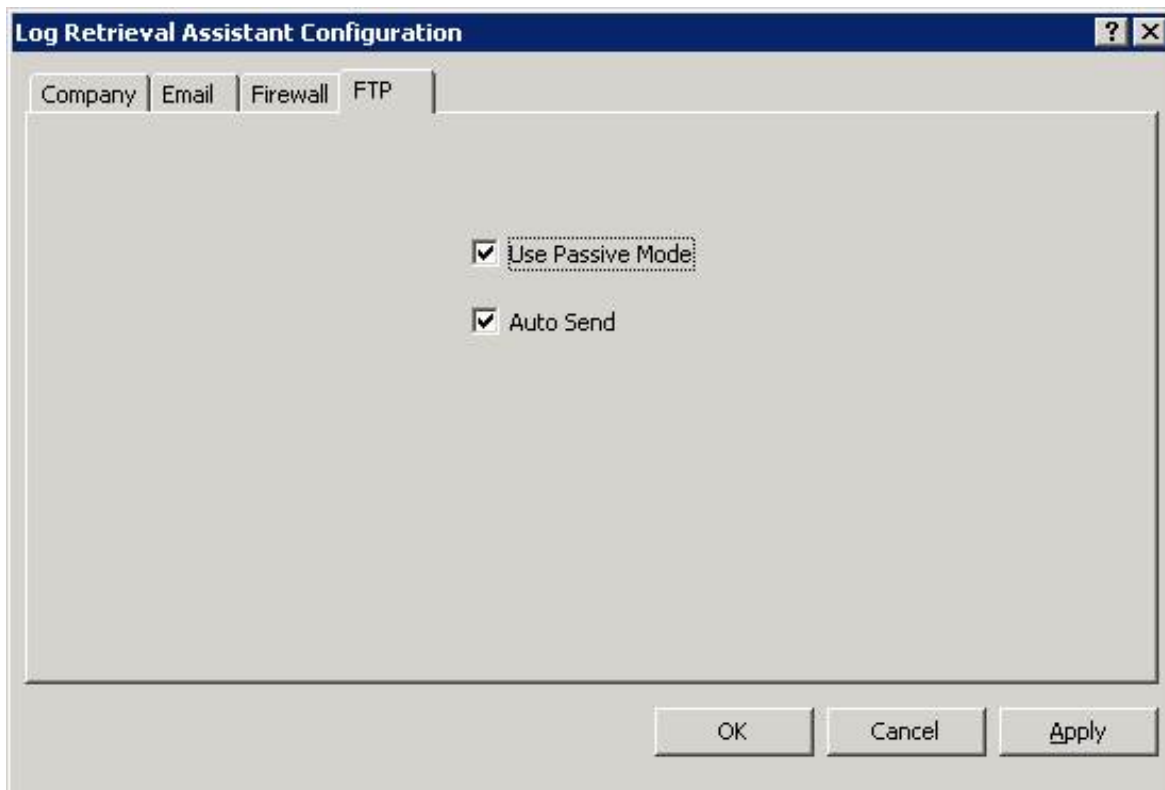 Log Retrieval Assistant Configuration
Company Email Firewall FTP
Use Passive Mode
Auto Send
OK Cancel Apply